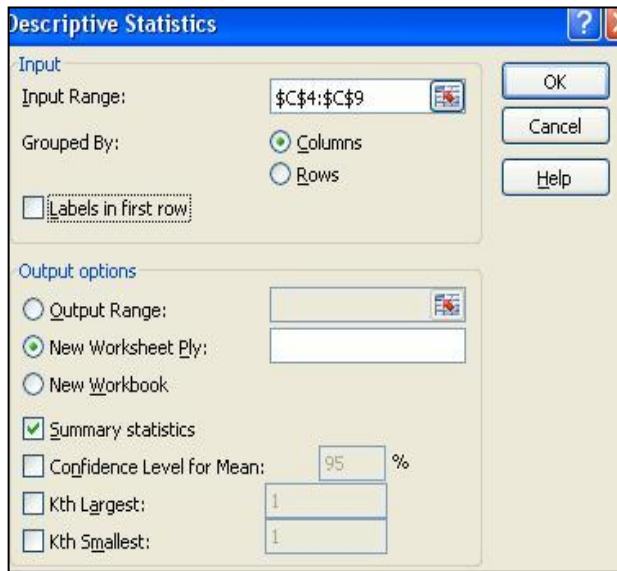 Descriptive Statistics
Input
Input Range: $C$4:$C$9
Grouped By: Columns
Rows
Labels in first row
OK
Cancel
Help
Output options
Output Range:
New Worksheet Ply:
New Workbook
Summary statistics
Confidence Level for Mean: 95 %
Kth Largest: 1
Kth Smallest: 1